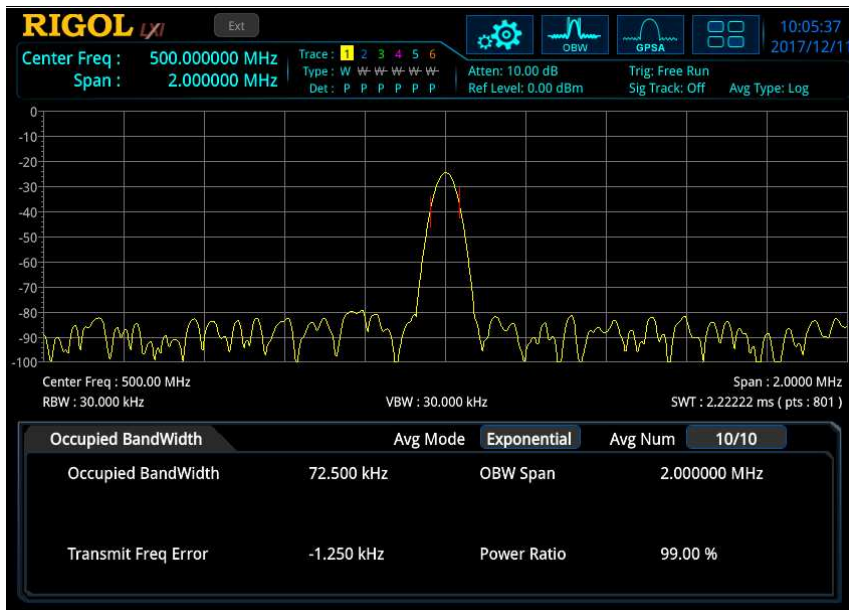 RIGOL LXI Ext 10:05:37
OBW GPSA 2017/12/11
Center Freq : 500.000000 MHz Trace : 1 2 3 4 5 6
Span : 2.000000 MHz Type : W W W W W W Atten: 10.00 dB Trig: Free Run
Det : P P P P P P Ref Level: 0.00 dBm Sig Track: Off Avg Type: Log
0
-10
-20
-30
-40
-50
-60
-70
-80
-90
-100
Center Freq : 500.00 MHz Span : 2.0000 MHz
RBW : 30.000 kHz VBW : 30.000 kHz SWT : 2.22222 ms ( pts : 801 )
Occupied BandWidth Avg Mode Exponential Avg Num 10/10
Occupied BandWidth 72.500 kHz OBW Span 2.000000 MHz
Transmit Freq Error -1.250 kHz Power Ratio 99.00 %